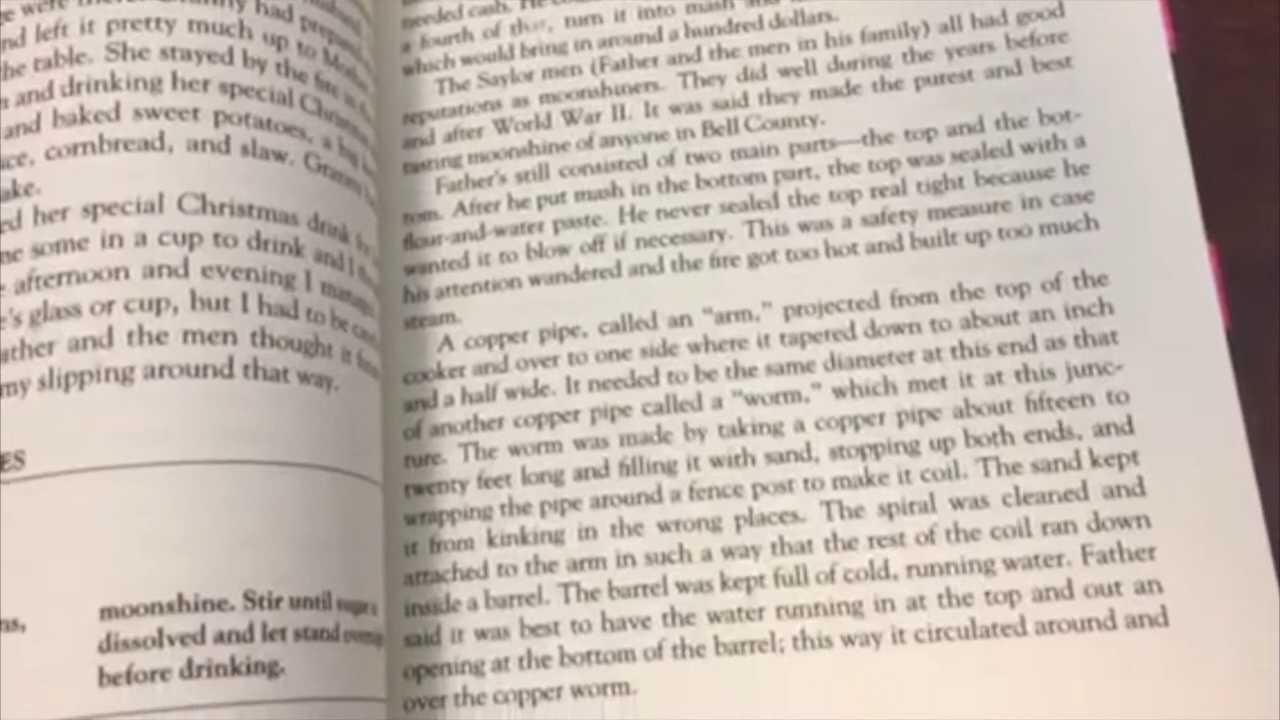 had
nd left it pretty much up to
he table. She stayed by the fire
n and drinking her special
and baked sweet potatoes, a big
ce, cornbread, and slaw.
ake.
ed her special Christmas drink
me some in a cup to drink and I
afternoon and evening I
's glass or cup, but I had to be
ather and the men thought it
my slipping around that way.
ES
moonshine. Stir until
ns,
dissolved and let stand
before drinking.
needed cash.
a fourth of turn it into mash and
which would bring in around a hundred dollars.
The Saylor men (Father and the men in his family) all had good
reputations as moonshiners. They did well during the years before
and after World War II. It was said they made the purest and best
tasting moonshine of anyone in Bell County.
Father's still consisted of two main parts—the top and the bot-
tom. After he put mash in the bottom part, the top was sealed with a
flour-and-water paste. He never sealed the top real tight because he
wanted it to blow off if necessary. This was a safety measure in case
his attention wandered and the fire got too hot and built up too much
steam.
A copper pipe, called an "arm," projected from the top of the
cooker and over to one side where it tapered down to about an inch
and a half wide. It needed to be the same diameter at this end as that
of another copper pipe called a "worm," which met it at this junc-
ture. The worm was made by taking a copper pipe about fifteen to
twenty feet long and filling it with sand, stopping up both ends, and
wrapping the pipe around a fence post to make it coil. The sand kept
it from kinking in the wrong places. The spiral was cleaned and
attached to the arm in such a way that the rest of the coil ran down
inside a barrel. The barrel was kept full of cold, running water. Father
said it was best to have the water running in at the top and out an
opening at the bottom of the barrel; this way it circulated around and
over the copper worm.